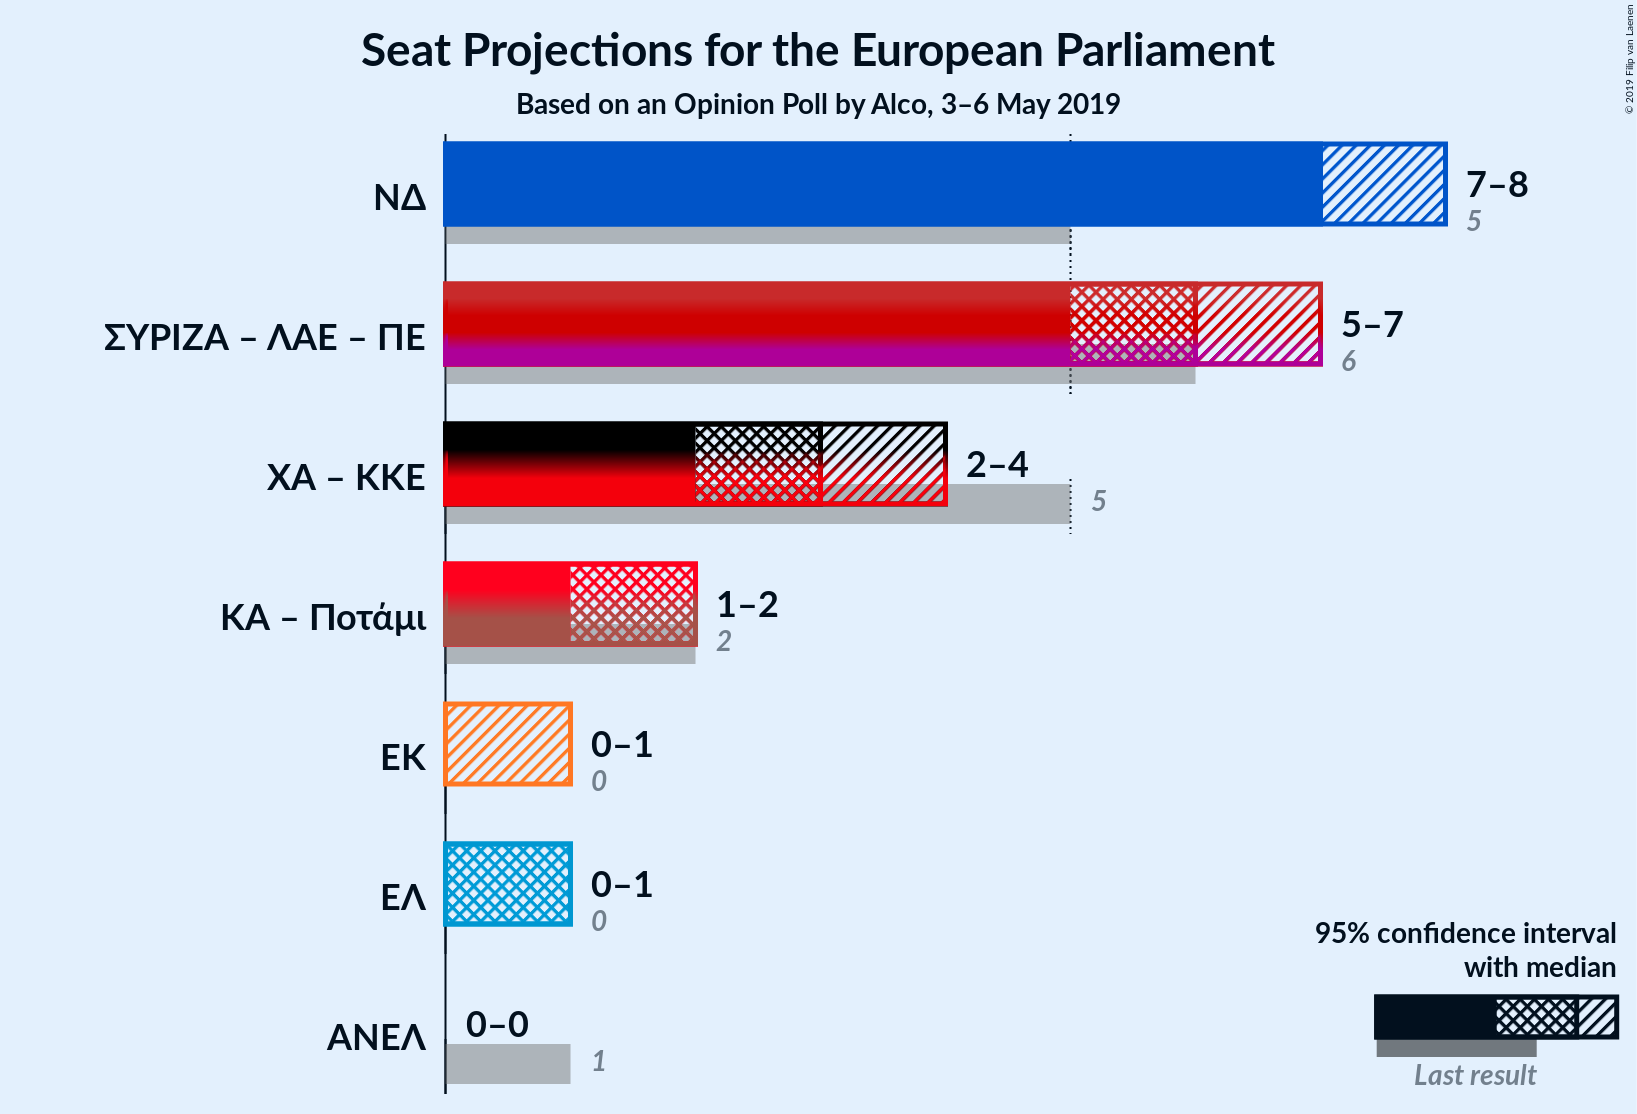 Seat Projections for the European Parliament
Based on an Opinion Poll by Alco, 3–6 May 2019
© 2019 Filip van Laenen
ΝΔ
7–8
5
ΣΥΡΙΖΑ – ΛΑΕ – ΠΕ
5–7
6
ΧΑ – ΚΚΕ
2–4
5
ΚΑ – Ποτάμι
1–2
2
ΕΚ
0–1
0
ΕΛ
0–1
0
ΑΝΕΛ
0–0
1
95% confidence interval
with median
Last result